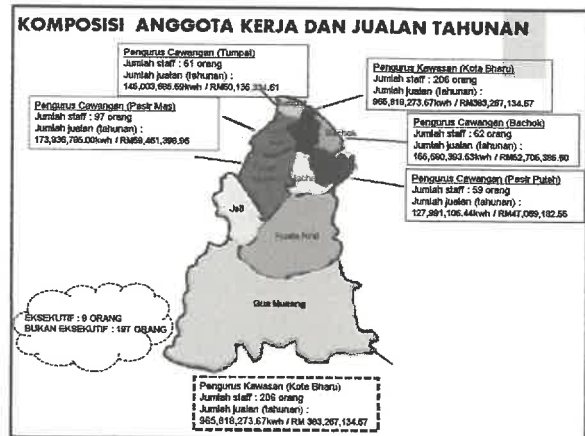 KOMPOSISI ANGGOTA KERJA DAN JUALAN TAHUNAN
Pengurus Cawangan (Tumpat)
Jumlah staff : 61 orang
Jumlah jualan (tahunan) :
Pengurus Kawasan (Kota Bharu)
Jumlah staff : 206 orang
Jumlah jualan (tahunan) :
965,818,273.67kwh / RM363,267,134.57
Pengurus Cawangan (Pasir Mas)
Jumlah staff : 97 orang
Jumlah jualan (tahunan) :
Pengurus Cawangan (Bachok)
Jumlah staff : 62 orang
Jumlah jualan (tahunan) :
Pengurus Cawangan (Pasir Puteh)
Jumlah staff : 59 orang
Jumlah jualan (tahunan) :
Bachok
Jeli
Kuala Krai
Gua Musang
EKSEKUTIF : 9 ORANG
BUKAN EKSEKUTIF : 197 ORANG
Pengurus Kawasan (Kota Bharu)
Jumlah staff : 206 orang
Jumlah jualan (tahunan) :
965,818,273.67kwh / RM 363,267,134.57